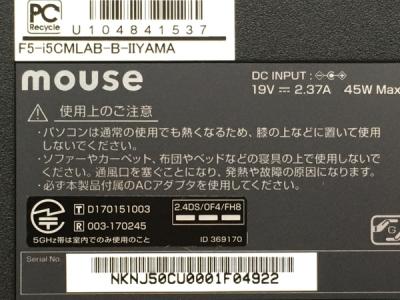 PC
Recycle
U104841537
F5-i5CMLAB-B-IIYAMA
mouse
DC INPUT :
19V 2.37A 45W Max
使用上のご注意
・パソコンは通常の使用でも熱くなるため、膝の上などに置いて使用
しないでください。
・ソファーやカーペット、布団やベッドなどの寝具の上で使用しない
でください。通風口を塞ぐことになり、発熱や故障の原因になります。
・必ず本製品付属のACアダプタを使用してください。
T D170151003
R 003-170245
5GHz帯は室内でのみ使用のこと
2.4DS/OF4/FH8
ID 369170
Serial No.
NKNJ50CU0001F04922